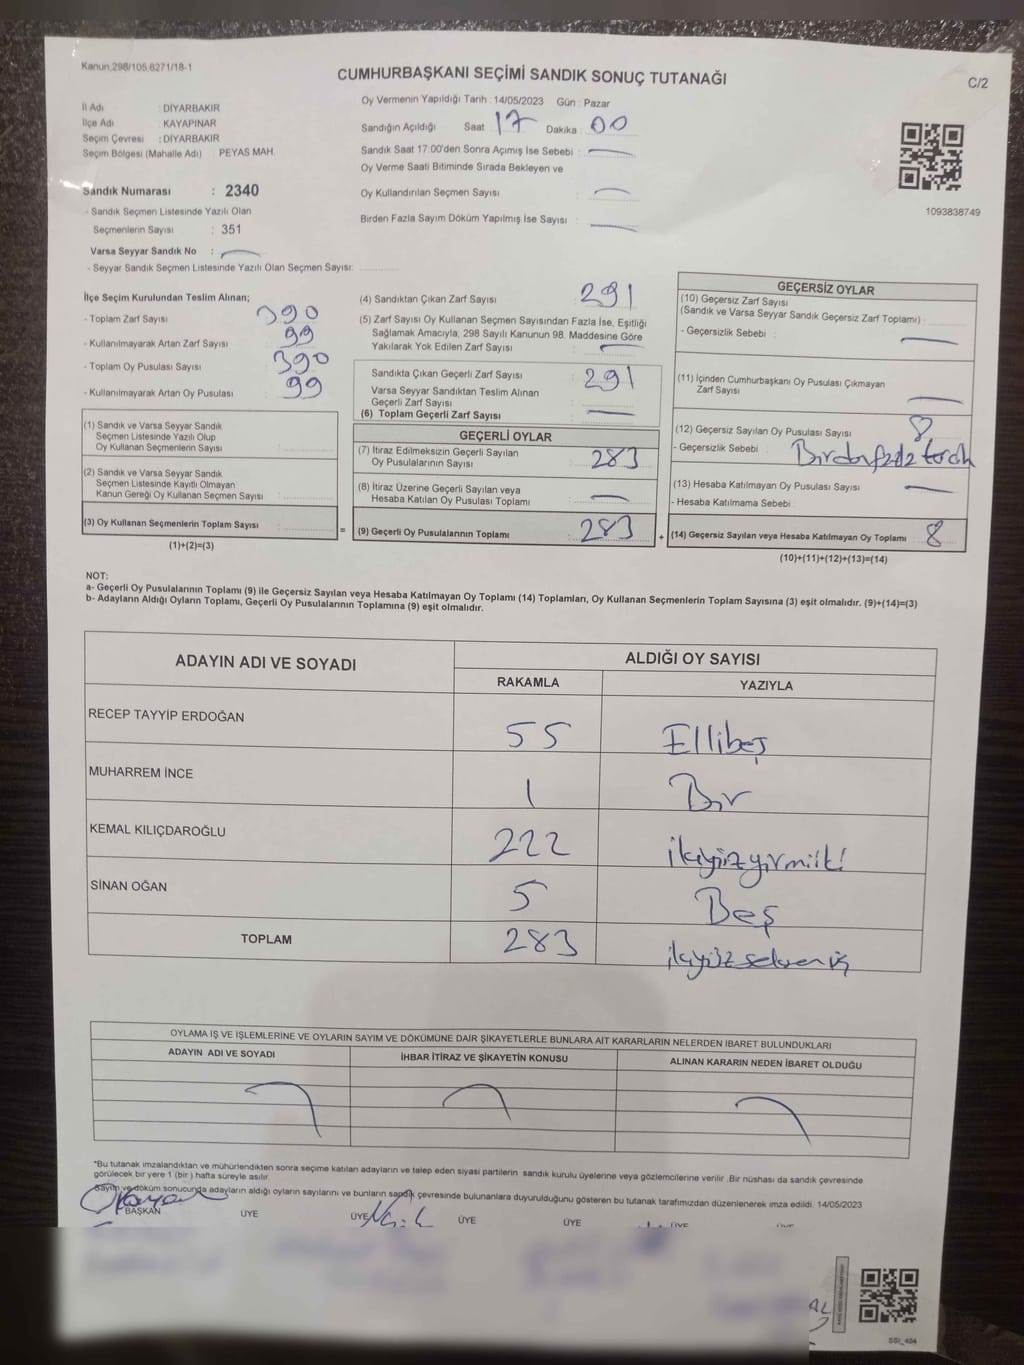 Kanun;298/105,6271/18-1
CUMHURBAŞKANI SEÇİMİ SANDIK SONUÇ TUTANAĞI
C/2
İl Adı : DİYARBAKIR
İlçe Adı : KAYAPINAR
Seçim Çevresi : DİYARBAKIR
Seçim Bölgesi (Mahalle Adı) : PEYAS MAH.
Oy Vermenin Yapıldığı Tarih : 14/05/2023 Gün : Pazar
Sandığın Açıldığı Saat 17 Dakika : 00
Sandık Saat 17:00'den Sonra Açımış İse Sebebi :
Oy Verme Saati Bitiminde Sırada Bekleyen ve
Oy Kullandırılan Seçmen Sayısı :
Birden Fazla Sayım Döküm Yapılmış İse Sayısı :
1093838749
Sandık Numarası : 2340
- Sandık Seçmen Listesinde Yazılı Olan
Seçmenlerin Sayısı : 351
Varsa Seyyar Sandık No :
- Seyyar Sandık Seçmen Listesinde Yazılı Olan Seçmen Sayısı:
İlçe Seçim Kurulundan Teslim Alınan;
- Toplam Zarf Sayısı : 390
- Kullanılmayarak Artan Zarf Sayısı : 99
- Toplam Oy Pusulası Sayısı : 390
- Kullanılmayarak Artan Oy Pusulası : 99
(1) Sandık ve Varsa Seyyar Sandık
Seçmen Listesinde Yazılı Olup
Oy Kullanan Seçmenlerin Sayısı :
(2) Sandık ve Varsa Seyyar Sandık
Seçmen Listesinde Kayıtlı Olmayan
Kanun Gereği Oy Kullanan Seçmen Sayısı :
(3) Oy Kullanan Seçmenlerin Toplam Sayısı :
(1)+(2)=(3)
(4) Sandıktan Çıkan Zarf Sayısı : 291
(5) Zarf Sayısı Oy Kullanan Seçmen Sayısından Fazla İse, Eşitliği
Sağlamak Amacıyla, 298 Sayılı Kanunun 98. Maddesine Göre
Yakılarak Yok Edilen Zarf Sayısı :
Sandıkta Çıkan Geçerli Zarf Sayısı : 291
Varsa Seyyar Sandıktan Teslim Alınan
Geçerli Zarf Sayısı :
(6) Toplam Geçerli Zarf Sayısı :
GEÇERLİ OYLAR
(7) İtiraz Edilmeksizin Geçerli Sayılan
Oy Pusulalarının Sayısı : 283
(8) İtiraz Üzerine Geçerli Sayılan veya
Hesaba Katılan Oy Pusulası Toplamı :
= (9) Geçerli Oy Pusulalarının Toplamı : 283
GEÇERSİZ OYLAR
(10) Geçersiz Zarf Sayısı
(Sandık ve Varsa Seyyar Sandık Geçersiz Zarf Toplamı) :
- Geçersizlik Sebebi :
(11) İçinden Cumhurbaşkanı Oy Pusulası Çıkmayan
Zarf Sayısı :
(12) Geçersiz Sayılan Oy Pusulası Sayısı : 8
- Geçersizlik Sebebi : Birden fazla tercih
(13) Hesaba Katılmayan Oy Pusulası Sayısı :
- Hesaba Katılmama Sebebi :
+ (14) Geçersiz Sayılan veya Hesaba Katılmayan Oy Toplamı : 8
(10)+(11)+(12)+(13)=(14)
NOT:
a- Geçerli Oy Pusulalarının Toplamı (9) ile Geçersiz Sayılan veya Hesaba Katılmayan Oy Toplamı (14) Toplamları, Oy Kullanan Seçmenlerin Toplam Sayısına (3) eşit olmalıdır. (9)+(14)=(3)
b- Adayların Aldığı Oyların Toplamı, Geçerli Oy Pusulalarının Toplamına (9) eşit olmalıdır.
ADAYIN ADI VE SOYADI
ALDIĞI OY SAYISI
RAKAMLA YAZIYLA
RECEP TAYYİP ERDOĞAN 55 Ellibeş
MUHARREM İNCE 1 Bir
KEMAL KILIÇDAROĞLU 222 ikiyüzyirmiiki
SİNAN OĞAN 5 Beş
TOPLAM 283 ikiyüzseksenüç
OYLAMA İŞ VE İŞLEMLERİNE VE OYLARIN SAYIM VE DÖKÜMÜNE DAİR ŞİKAYETLERLE BUNLARA AİT KARARLARIN NELERDEN İBARET BULUNDUKLARI
ADAYIN ADI VE SOYADI İHBAR İTİRAZ VE ŞİKAYETİN KONUSU ALINAN KARARIN NEDEN İBARET OLDUĞU
*Bu tutanak imzalandıktan ve mühürlendikten sonra seçime katılan adayların ve talep eden siyasi partilerin sandık kurulu üyelerine veya gözlemcilerine verilir. Bir nüshası da sandık çevresinde
görülecek bir yere 1 (bir) hafta süreyle asılır.
Sayım ve döküm sonucunda adayların aldığı oyların sayılarını ve bunların sandık çevresinde bulunanlara duyurulduğunu gösteren bu tutanak tarafımızdan düzenlenerek imza edildi. 14/05/2023
BAŞKAN ÜYE ÜYE ÜYE ÜYE ÜYE ÜYE
SSI_404